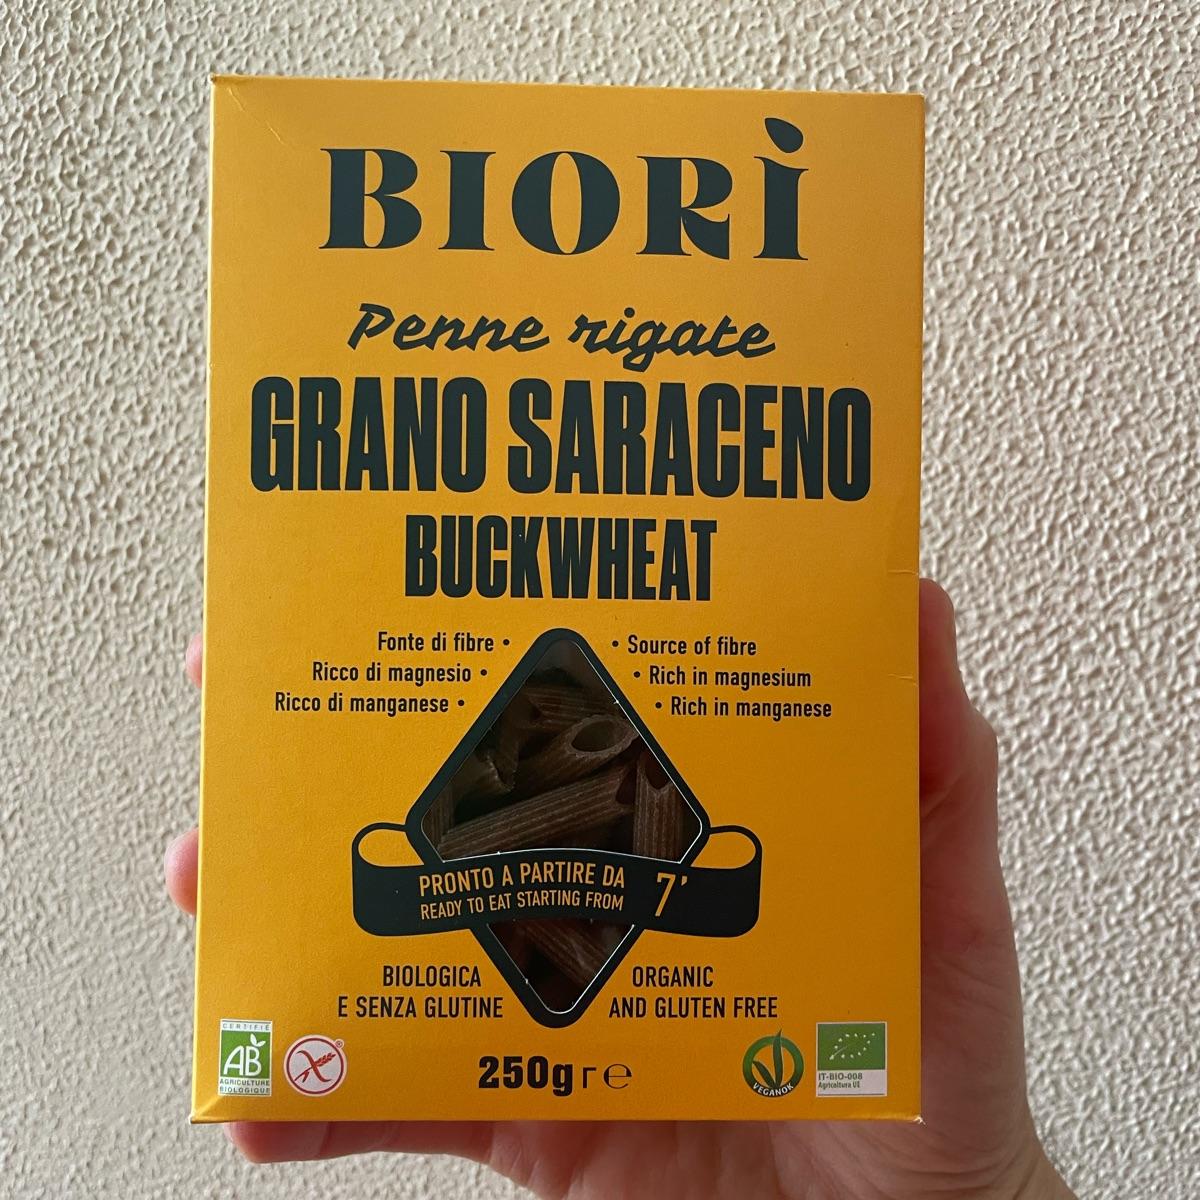 BIORÌ
Penne rigate
GRANO SARACENO
BUCKWHEAT
Fonte di fibre •
Ricco di magnesio •
Ricco di manganese •
• Source of fibre
• Rich in magnesium
• Rich in manganese
PRONTO A PARTIRE DA
READY TO EAT STARTING FROM
7'
BIOLOGICA
E SENZA GLUTINE
ORGANIC
AND GLUTEN FREE
CERTIFIÉ
AB
AGRICULTURE
BIOLOGIQUE
®
250g г ℮
VEGANOK
IT-BIO-008
Agricoltura UE